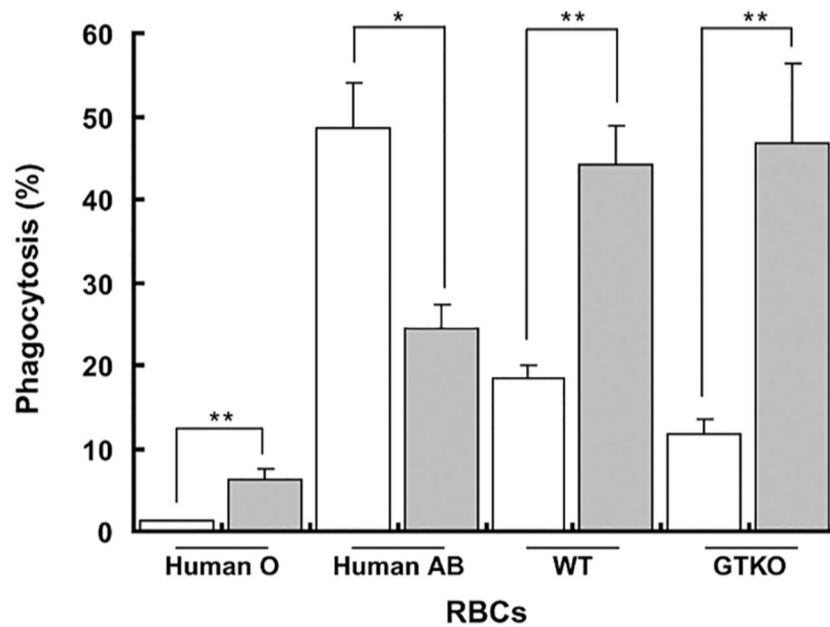 60
50
40
30
20
10
0
Phagocytosis (%)
**
*
**
**
Human O
Human AB
WT
GTKO
RBCs